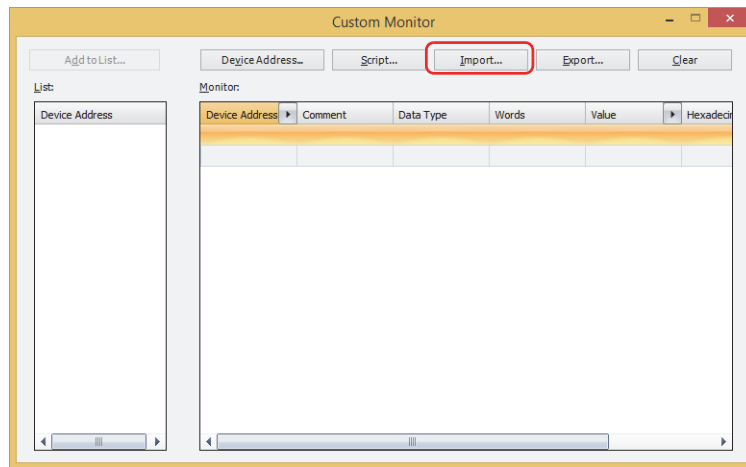 Custom Monitor
Add to List... Device Address... Script... Import... Export... Clear
List: Monitor:
Device Address Device Address Comment Data Type Words Value Hexadecir